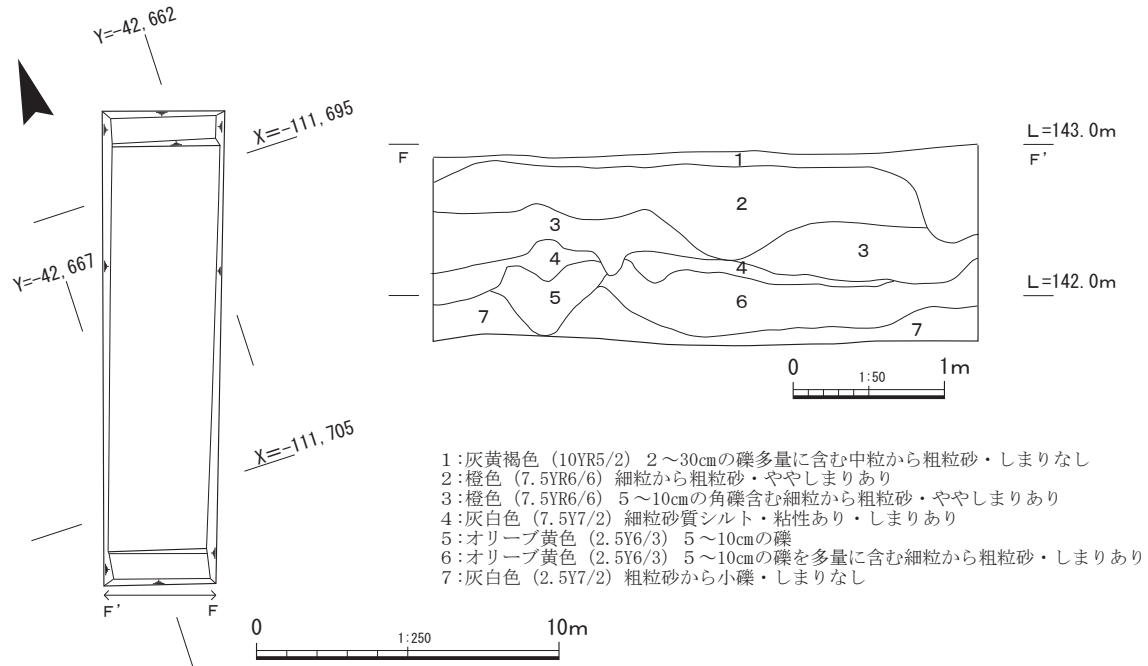 Y=-42,662
X=-111,695
Y=-42,667
X=-111,705
F'
F
0
1:250
10m
F
L=143.0m
F'
1
2
3
3
4
4
5
6
7
7
L=142.0m
0
1:50
1m
1:灰黄褐色 (10YR5/2) 2～30cmの礫多量に含む中粒から粗粒砂・しまりなし
2:橙色 (7.5YR6/6) 細粒から粗粒砂・ややしまりあり
3:橙色 (7.5YR6/6) 5～10cmの角礫含む細粒から粗粒砂・ややしまりあり
4:灰白色 (7.5Y7/2) 細粒砂質シルト・粘性あり・しまりあり
5:オリーブ黄色 (2.5Y6/3) 5～10cmの礫
6:オリーブ黄色 (2.5Y6/3) 5～10cmの礫を多量に含む細粒から粗粒砂・しまりあり
7:灰白色 (2.5Y7/2) 粗粒砂から小礫・しまりなし